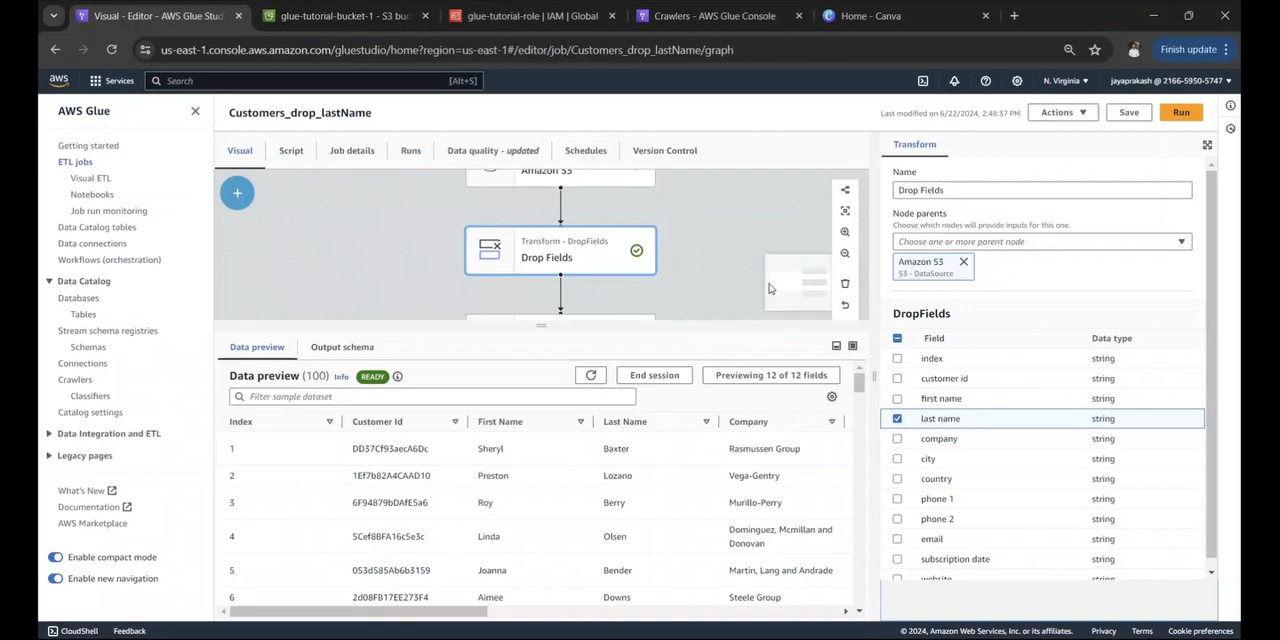 Visual - Editor - AWS Glue Stud
glue-tutorial-bucket-1 - S3 buc
glue-tutorial-role | IAM | Global
Crawlers - AWS Glue Console
Home - Canva
us-east-1.console.aws.amazon.com/gluestudio/home?region=us-east-1#/editor/job/Customers_drop_lastName/graph
Finish update
aws
Services
Search
[Alt+S]
N. Virginia
jayaprakash @ 2166-5950-5747
AWS Glue
Getting started
ETL jobs
Visual ETL
Notebooks
Job run monitoring
Data Catalog tables
Data connections
Workflows (orchestration)
Data Catalog
Databases
Tables
Stream schema registries
Schemas
Connections
Crawlers
Classifiers
Catalog settings
Data Integration and ETL
Legacy pages
What's New
Documentation
AWS Marketplace
Enable compact mode
Enable new navigation
Customers_drop_lastName
Last modified on 6/22/2024, 2:48:37 PM
Actions
Save
Run
Visual
Script
Job details
Runs
Data quality - updated
Schedules
Version Control
Amazon S3
Transform - DropFields
Drop Fields
Data preview
Output schema
Data preview (100) Info READY
End session
Previewing 12 of 12 fields
Filter sample dataset
Index Customer Id First Name Last Name Company
1 DD37Cf93aecA6Dc Sheryl Baxter Rasmussen Group
2 1Ef7b82A4CAAD10 Preston Lozano Vega-Gentry
3 6F94879bDAfE5a6 Roy Berry Murillo-Perry
4 5Cef8BFA16c5e3c Linda Olsen Dominguez, Mcmillan and
Donovan
5 053d585Ab6b3159 Joanna Bender Martin, Lang and Andrade
6 2d08FB17EE273F4 Aimee Downs Steele Group
Transform
Name
Drop Fields
Node parents
Choose which nodes will provide inputs for this one.
Choose one or more parent node
Amazon S3
S3 - DataSource
DropFields
Field Data type
index string
customer id string
first name string
last name string
company string
city string
country string
phone 1 string
phone 2 string
email string
subscription date string
website string
CloudShell
Feedback
© 2024, Amazon Web Services, Inc. or its affiliates.
Privacy
Terms
Cookie preferences